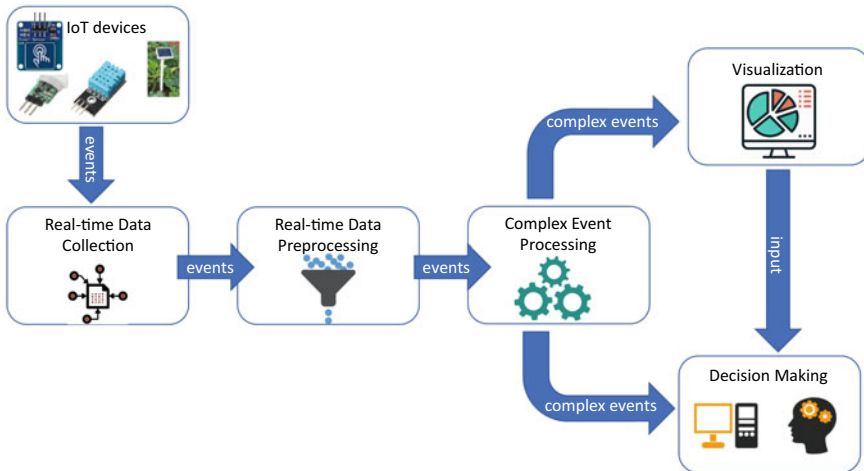 IoT devices
events
Real-time Data
Collection
events
Real-time Data
Preprocessing
events
Complex Event
Processing
complex events
Visualization
input
complex events
Decision Making